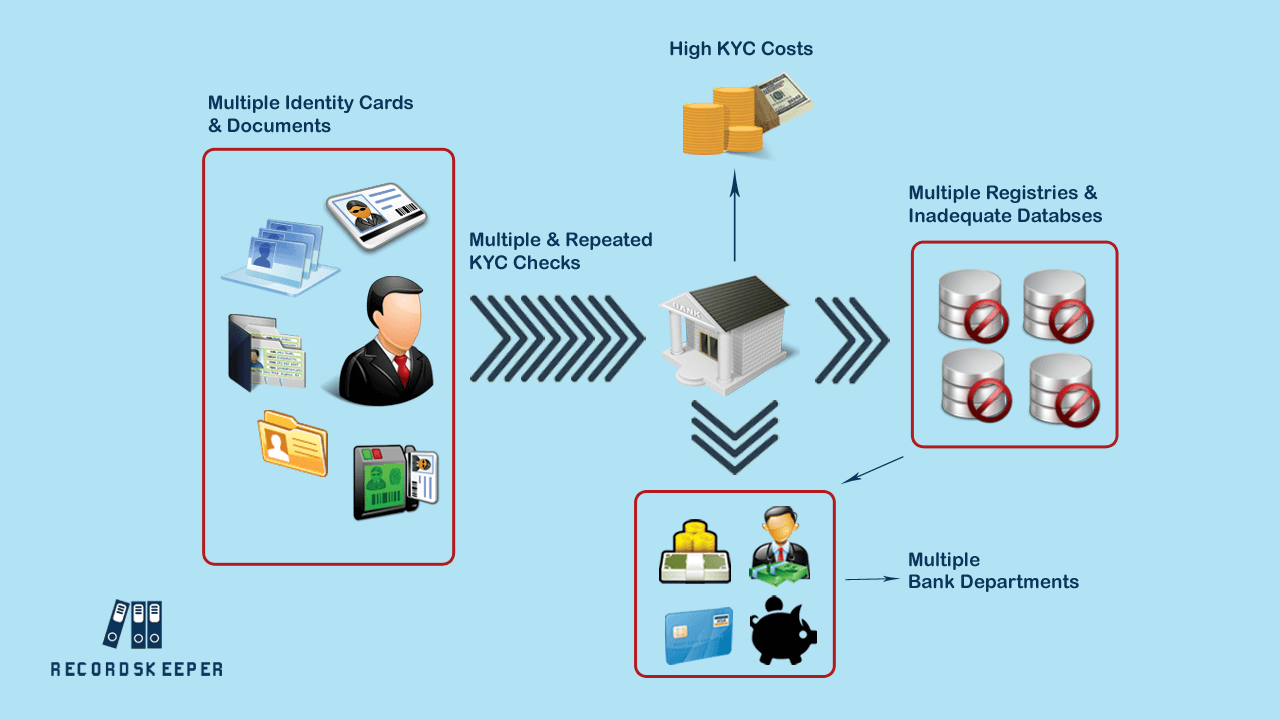 High KYC Costs
Multiple Identity Cards
& Documents
Multiple & Repeated
KYC Checks
BANK
Multiple Registries &
Inadequate Databses
Multiple
Bank Departments
RECORDSKEEPER